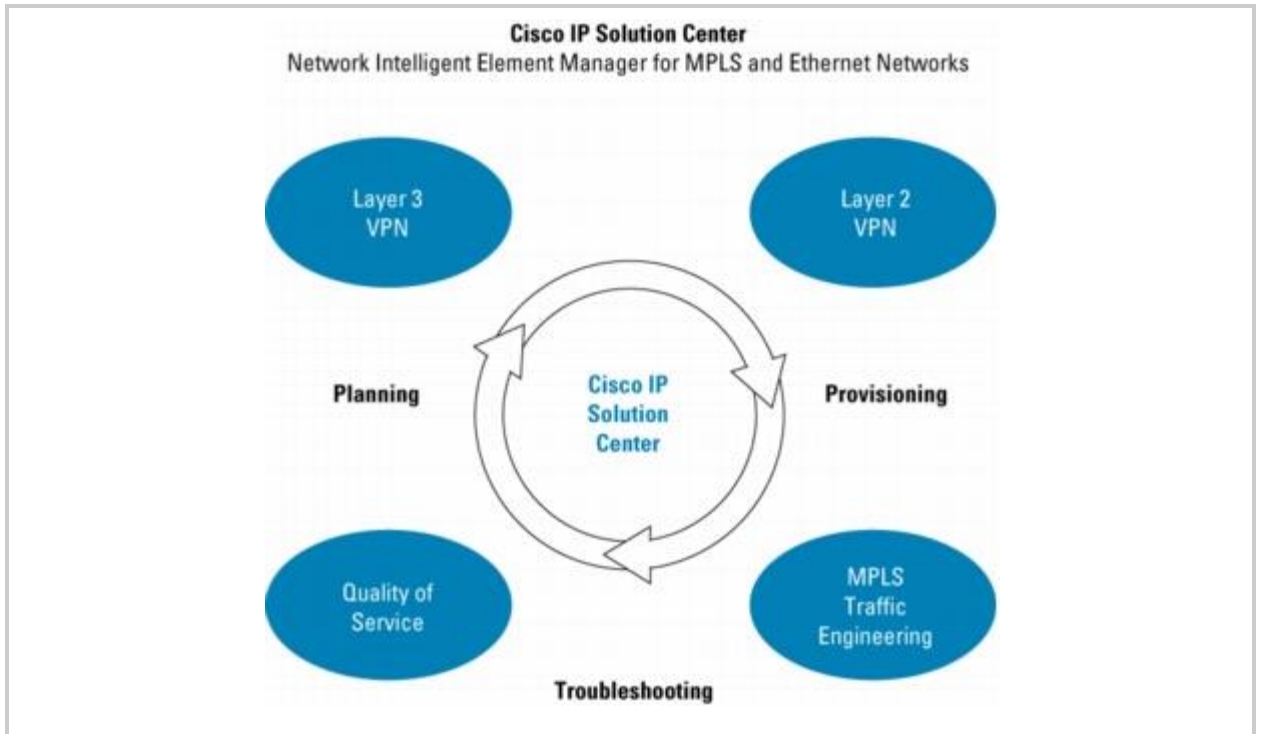 Cisco IP Solution Center
Network Intelligent Element Manager for MPLS and Ethernet Networks
Layer 3
VPN
Layer 2
VPN
Planning
Cisco IP
Solution
Center
Provisioning
Quality of
Service
MPLS
Traffic
Engineering
Troubleshooting